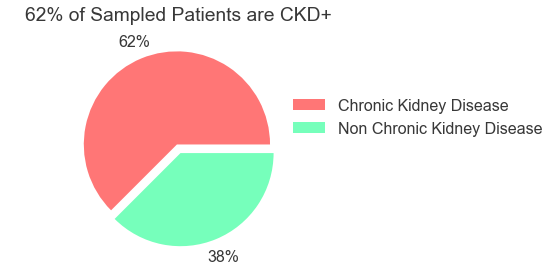 62% of Sampled Patients are CKD+
62%
Chronic Kidney Disease
Non Chronic Kidney Disease
38%